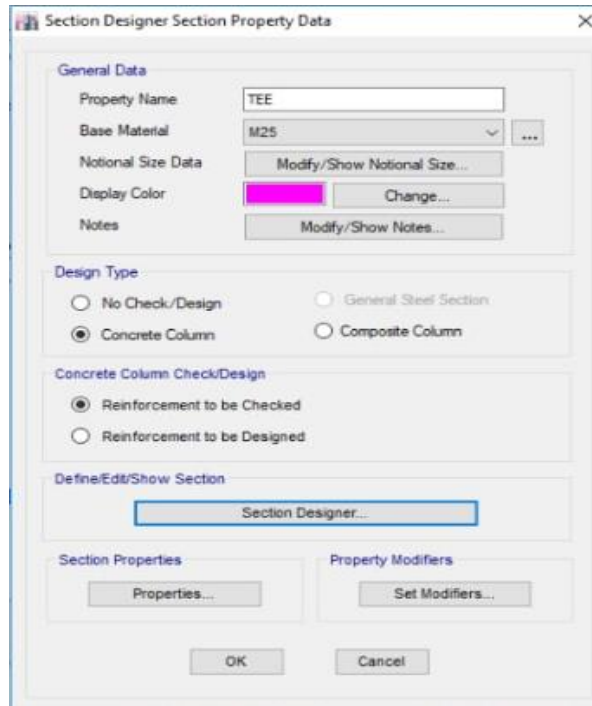 Section Designer Section Property Data
General Data
Property Name TEE
Base Material M25 ...
Notional Size Data Modify/Show Notional Size...
Display Color Change...
Notes Modify/Show Notes...
Design Type
No Check/Design General Steel Section
Concrete Column Composite Column
Concrete Column Check/Design
Reinforcement to be Checked
Reinforcement to be Designed
Define/Edit/Show Section
Section Designer...
Section Properties Property Modifiers
Properties... Set Modifiers...
OK Cancel